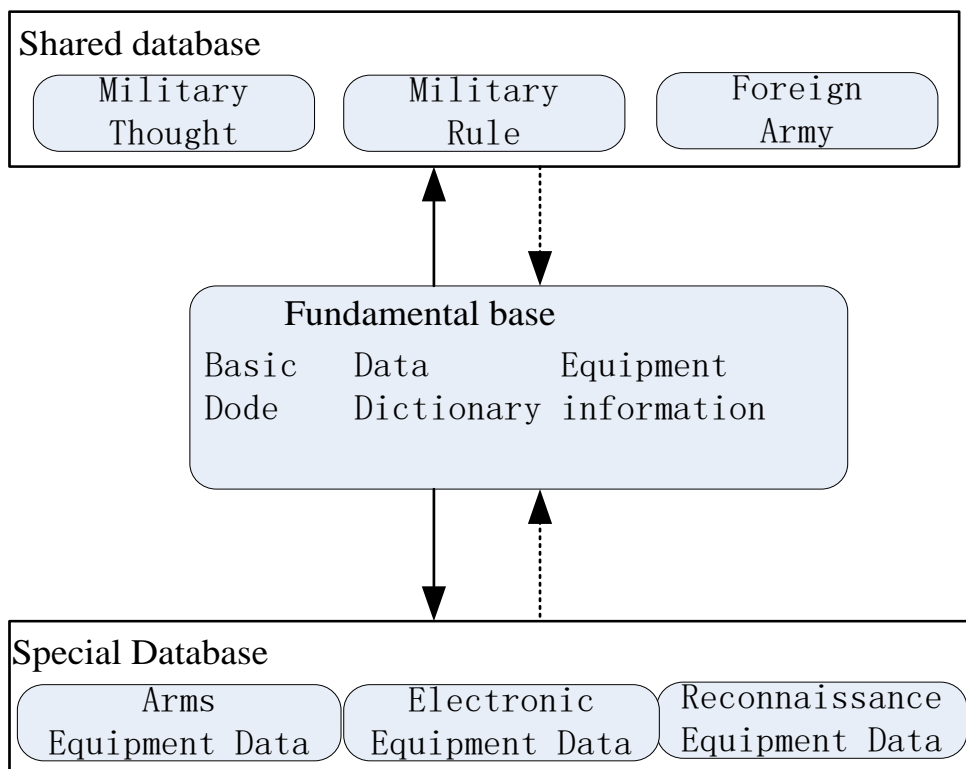 Shared database
Military
Thought
Military
Rule
Foreign
Army
Fundamental base
Basic
Dode
Data
Dictionary
Equipment
information
Special Database
Arms
Equipment Data
Electronic
Equipment Data
Reconnaissance
Equipment Data